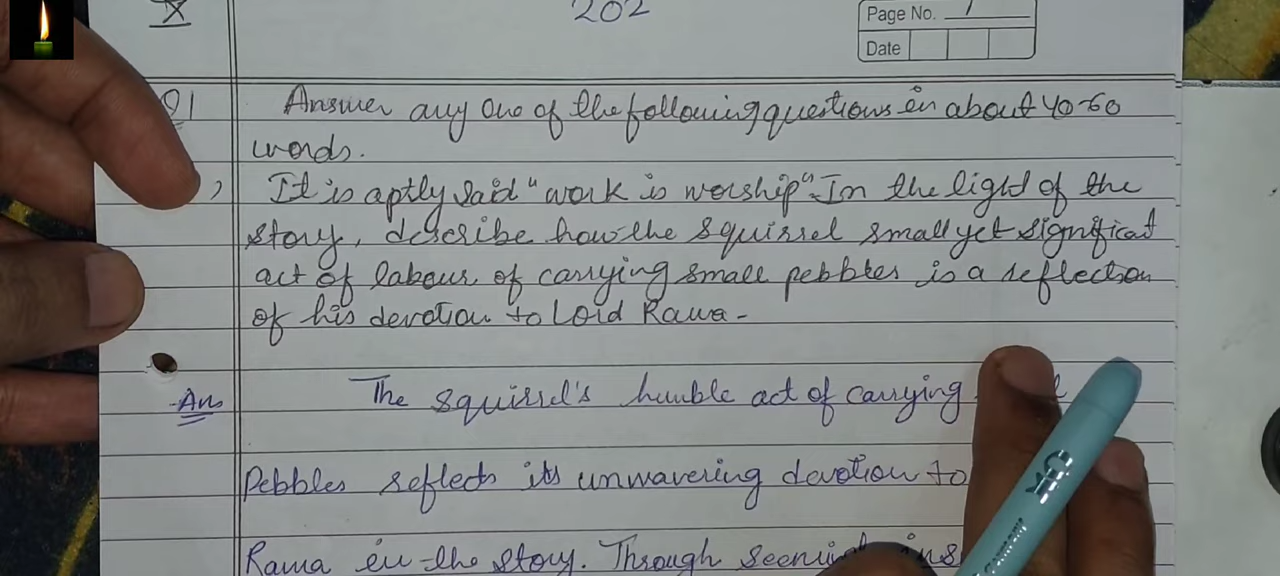 X
202
Page No. 1
Date
Q1 Answer any one of the following questions in about 40-60
words.
) It is aptly said "work is worship". In the light of the
story, describe how the squirrel small yet significat
act of labour of carrying small pebbles is a reflection
of his devotion to Lord Rama-
Ans The squirrel's humble act of carrying
Pebbles reflects its unwavering devotion to
Rama in the story. Through